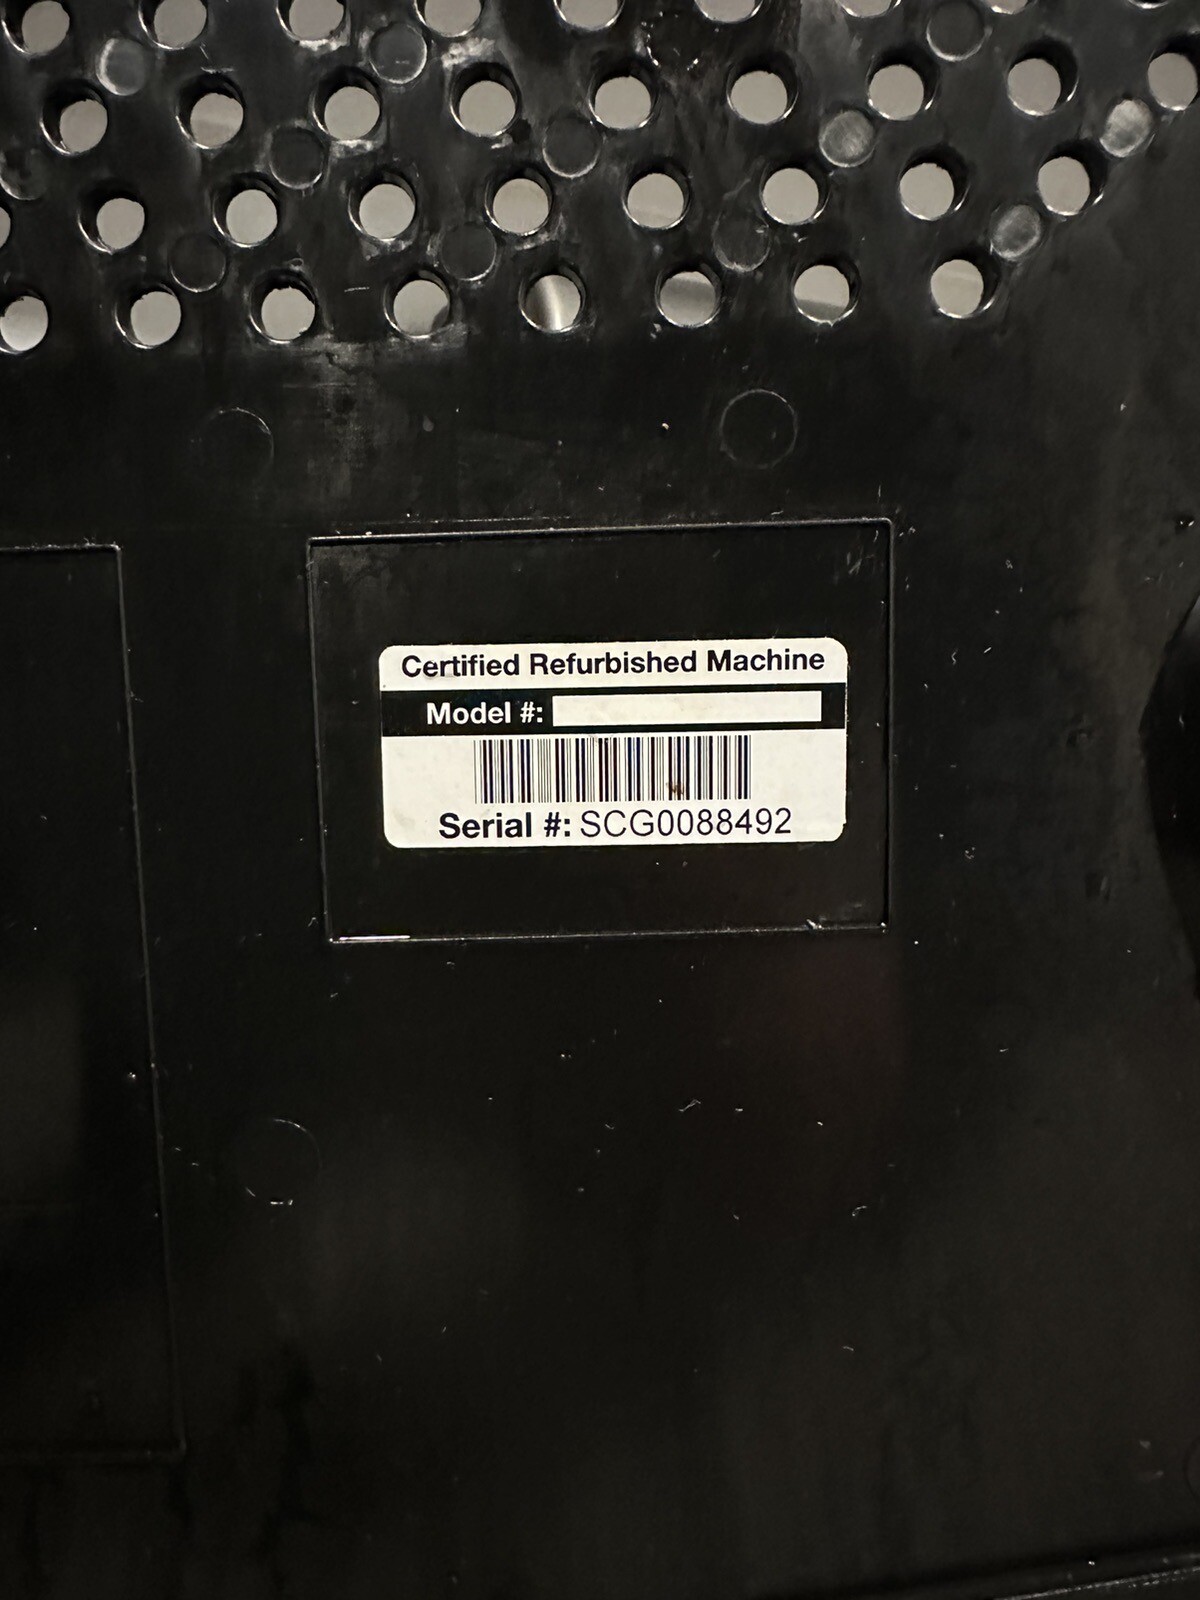 Certified Refurbished Machine
Model #:
Serial #: SCG0088492